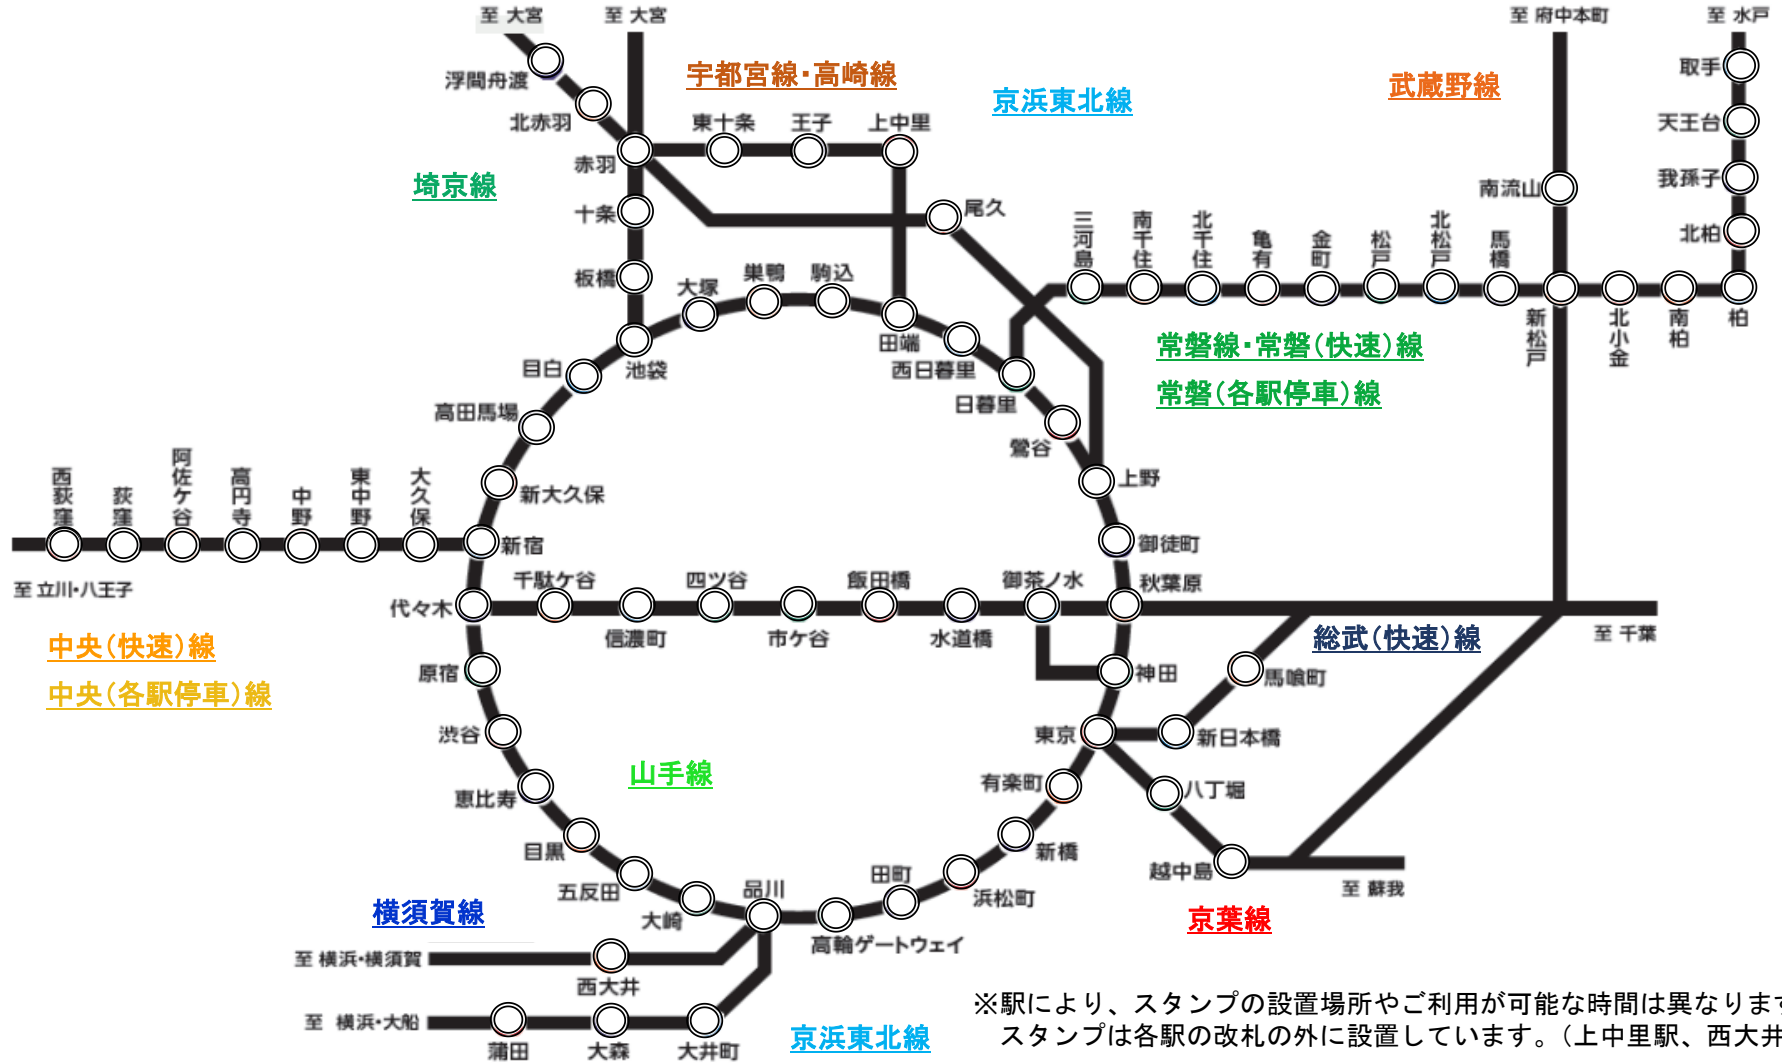 至 大宮
至 大宮
至 府中本町
至 水戸
浮間舟渡
北赤羽
赤羽
十条
板橋
宇都宮線・高崎線
京浜東北線
武蔵野線
埼京線
東十条
王子
上中里
尾久
取手
天王台
我孫子
北柏
南流山
三河島
南千住
北千住
亀有
金町
松戸
北松戸
馬橋
新松戸
北小金
南柏
柏
常磐線・常磐(快速)線
常磐(各駅停車)線
大塚
巣鴨
駒込
田端
西日暮里
日暮里
鶯谷
上野
御徒町
秋葉原
池袋
目白
高田馬場
新大久保
新宿
西荻窪
荻窪
阿佐ケ谷
高円寺
中野
東中野
大久保
至 立川・八王子
中央(快速)線
中央(各駅停車)線
代々木
千駄ケ谷
信濃町
四ツ谷
市ケ谷
飯田橋
水道橋
御茶ノ水
至 千葉
総武(快速)線
原宿
渋谷
恵比寿
目黒
五反田
大崎
品川
山手線
神田
東京
有楽町
新橋
浜松町
田町
高輪ゲートウェイ
馬喰町
新日本橋
八丁堀
越中島
至 蘇我
京葉線
横須賀線
至 横浜・横須賀
西大井
至 横浜・大船
蒲田
大森
大井町
京浜東北線
※駅により、スタンプの設置場所やご利用が可能な時間は異なります
スタンプは各駅の改札の外に設置しています。(上中里駅、西大井